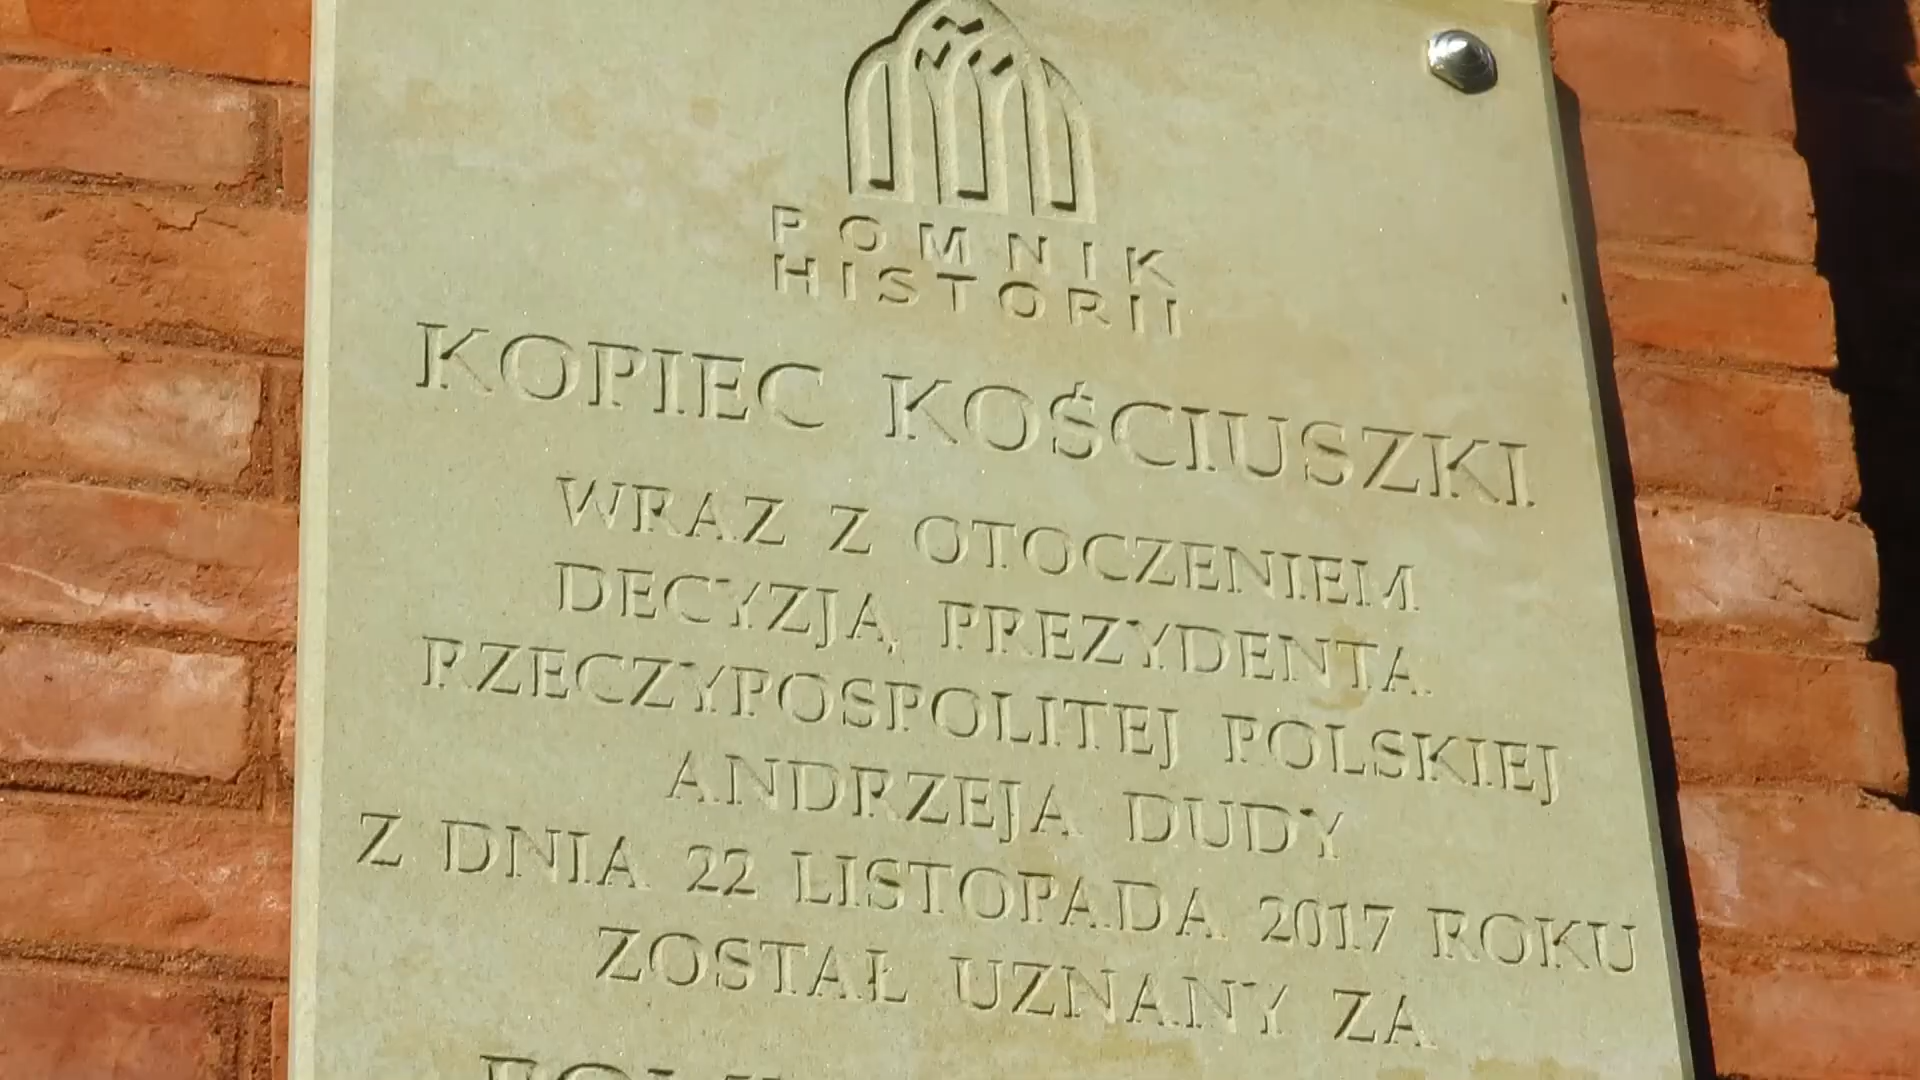 POMNIK
HISTORII
KOPIEC KOŚCIUSZKI
WRAZ Z OTOCZENIEM
DECYZJĄ PREZYDENTA
RZECZYPOSPOLITEJ POLSKIEJ
ANDRZEJA DUDY
Z DNIA 22 LISTOPADA 2017 ROKU
ZOSTAŁ UZNANY ZA